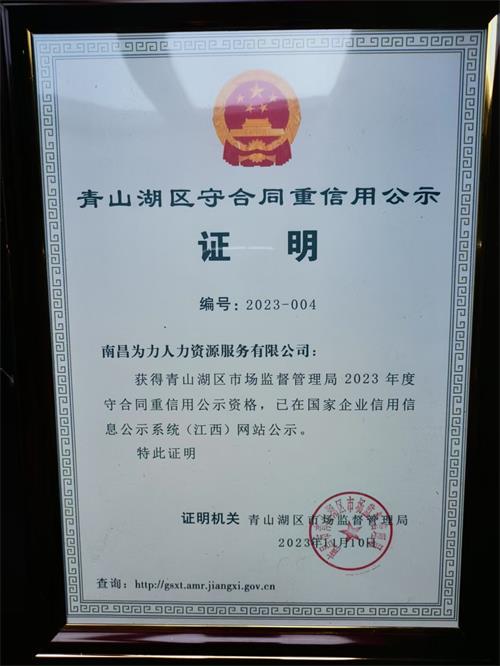 青山湖区守合同重信用公示
证明
编号：2023-004
南昌为力人力资源服务有限公司：
获得青山湖区市场监督管理局2023年度
守合同重信用公示资格，已在国家企业信用信
息公示系统（江西）网站公示。
特此证明
证明机关 青山湖区市场监督管理局
2023年11月10日
查询：http://gsxt.amr.jiangxi.gov.cn